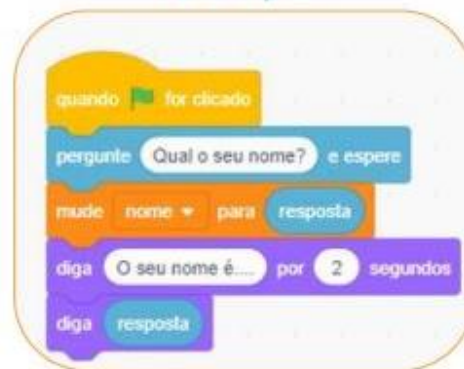 quando for clicado
pergunte Qual o seu nome? e espere
mude nome para resposta
diga O seu nome é.... por 2 segundos
diga resposta